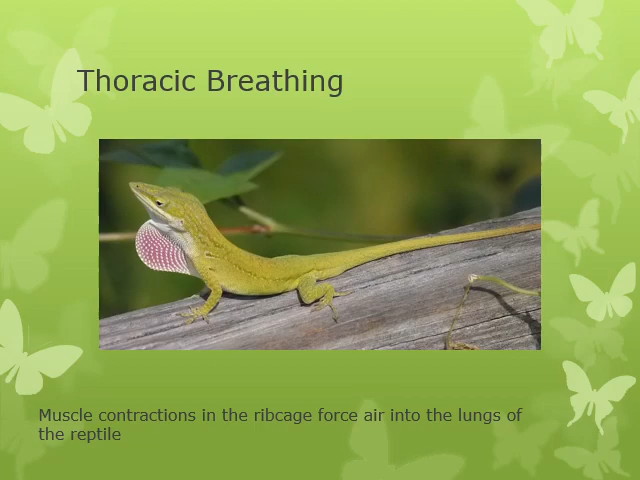 Thoracic Breathing
Muscle contractions in the ribcage force air into the lungs of
the reptile